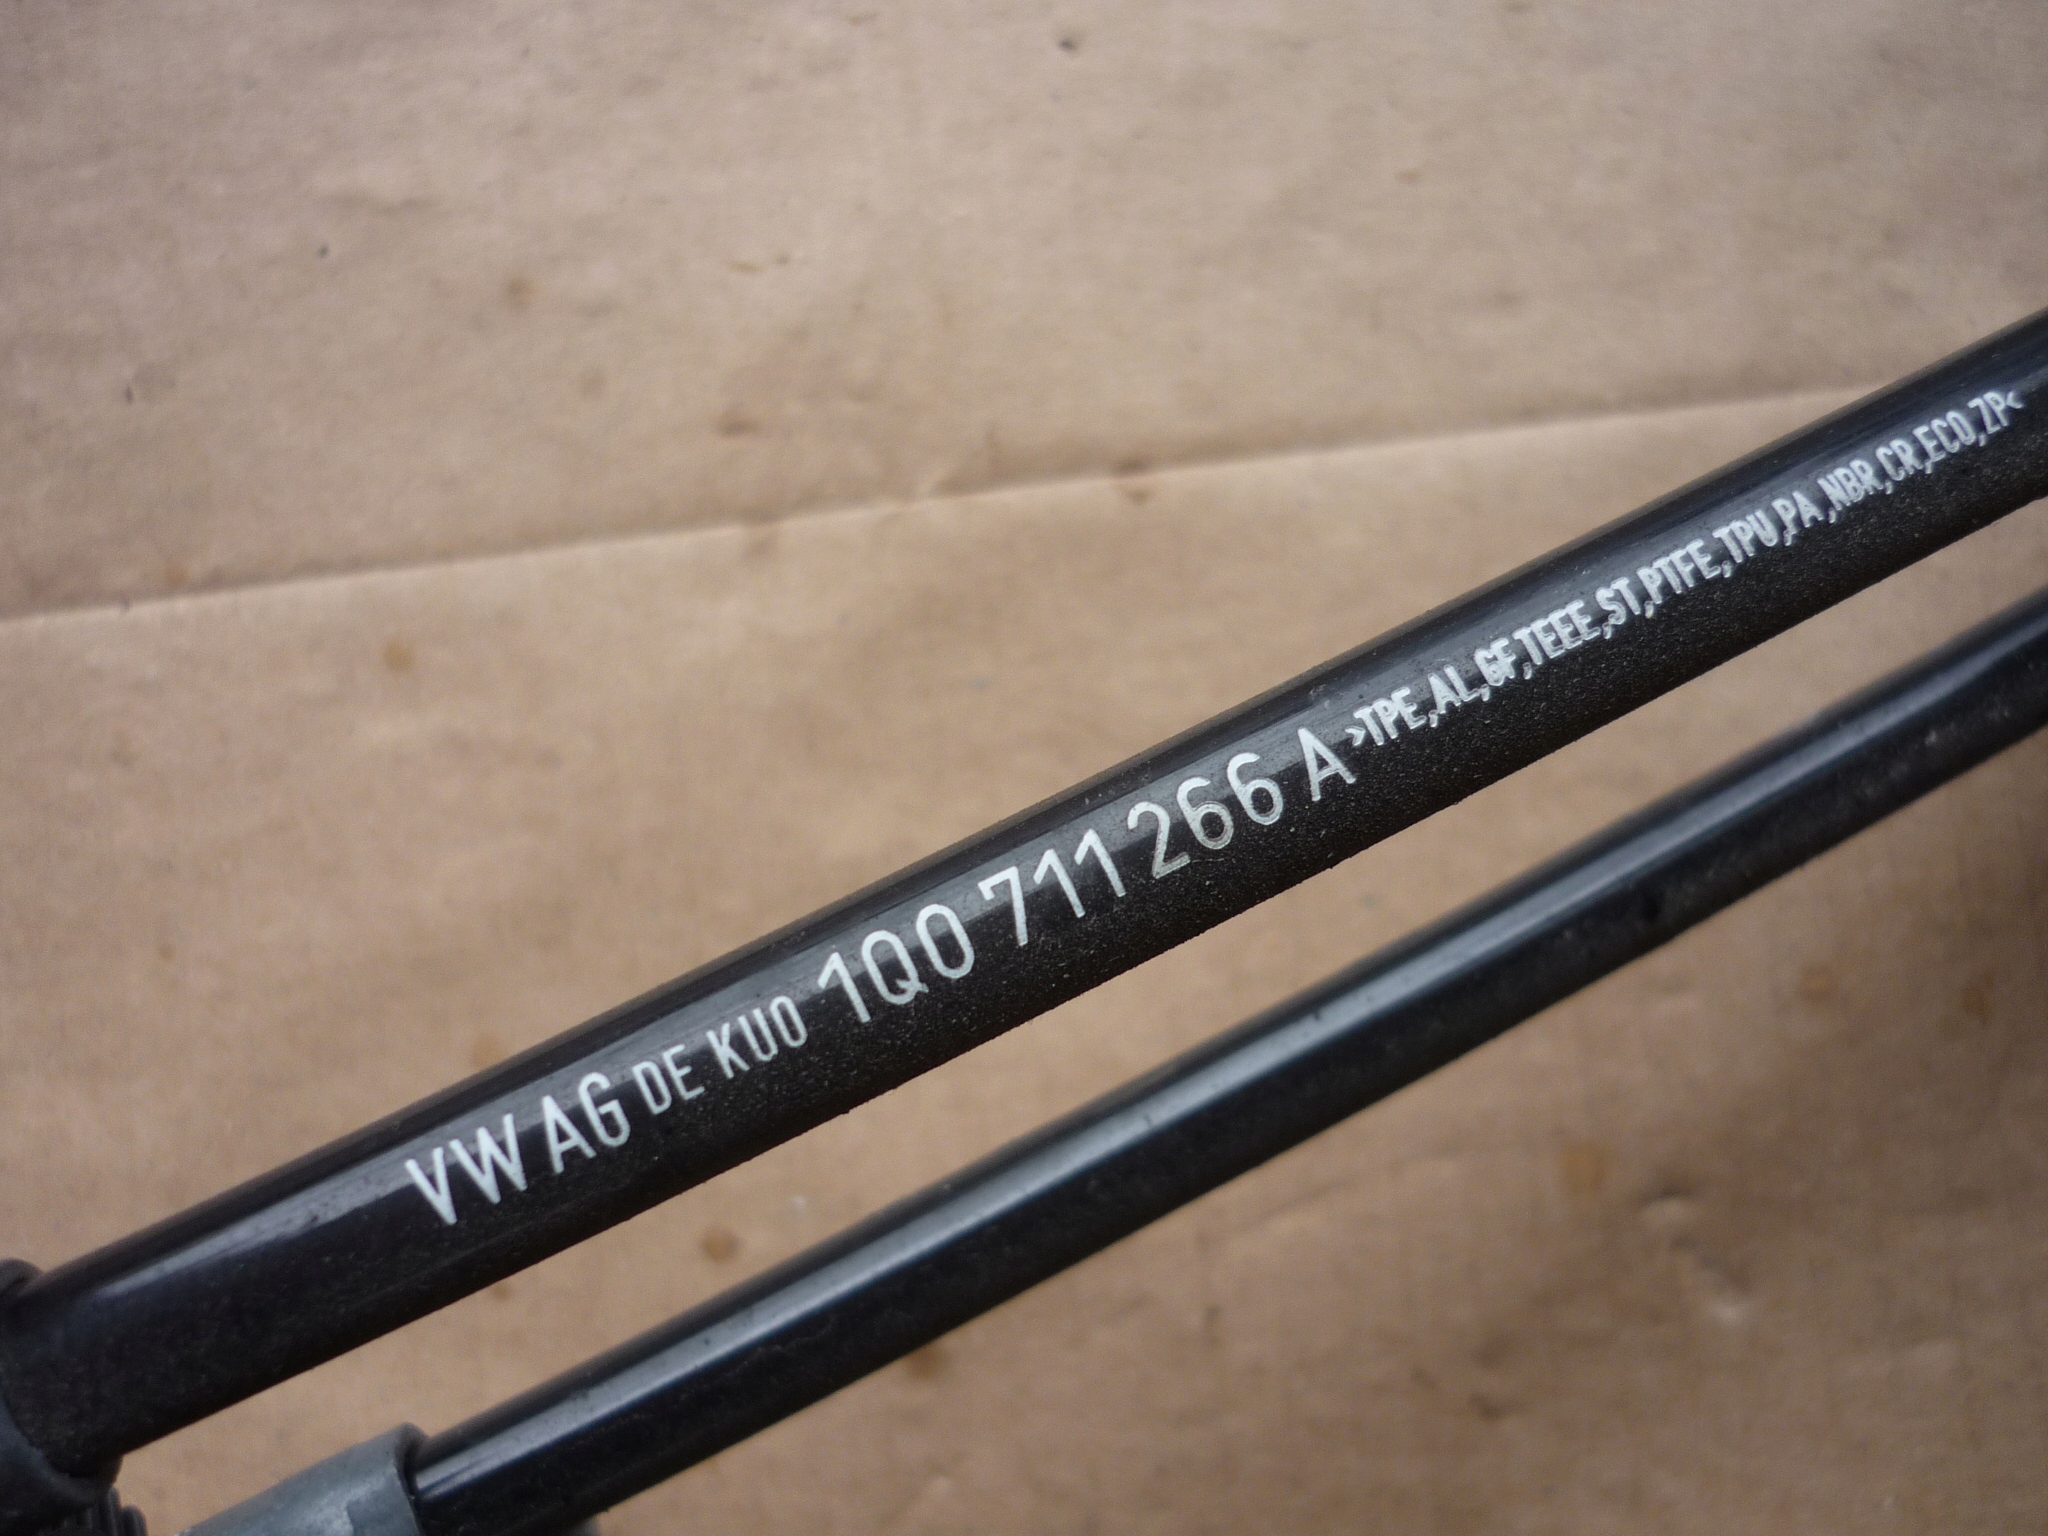 VW AG DE KUO 1Q0 711 266 A >TPE,AL,GF,TEEE,ST,PTFE,TPU,PA,NBR,CR,ECO,ZP<